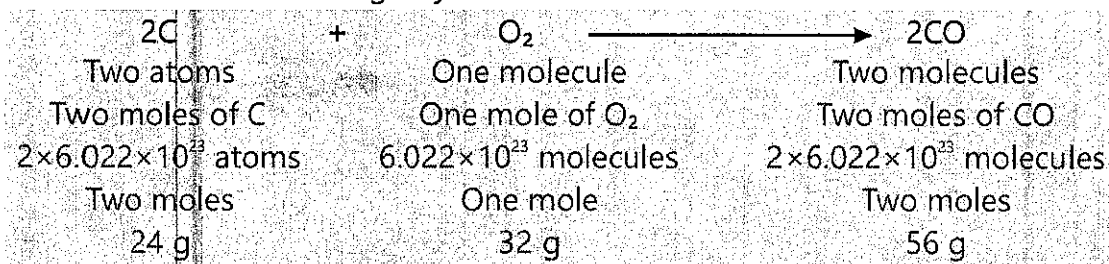 2C + O₂ ⟶ 2CO
Two atoms One molecule Two molecules
Two moles of C One mole of O₂ Two moles of CO
2×6.022×10²³ atoms 6.022×10²³ molecules 2×6.022×10²³ molecules
Two moles One mole Two moles
24 g 32 g 56 g